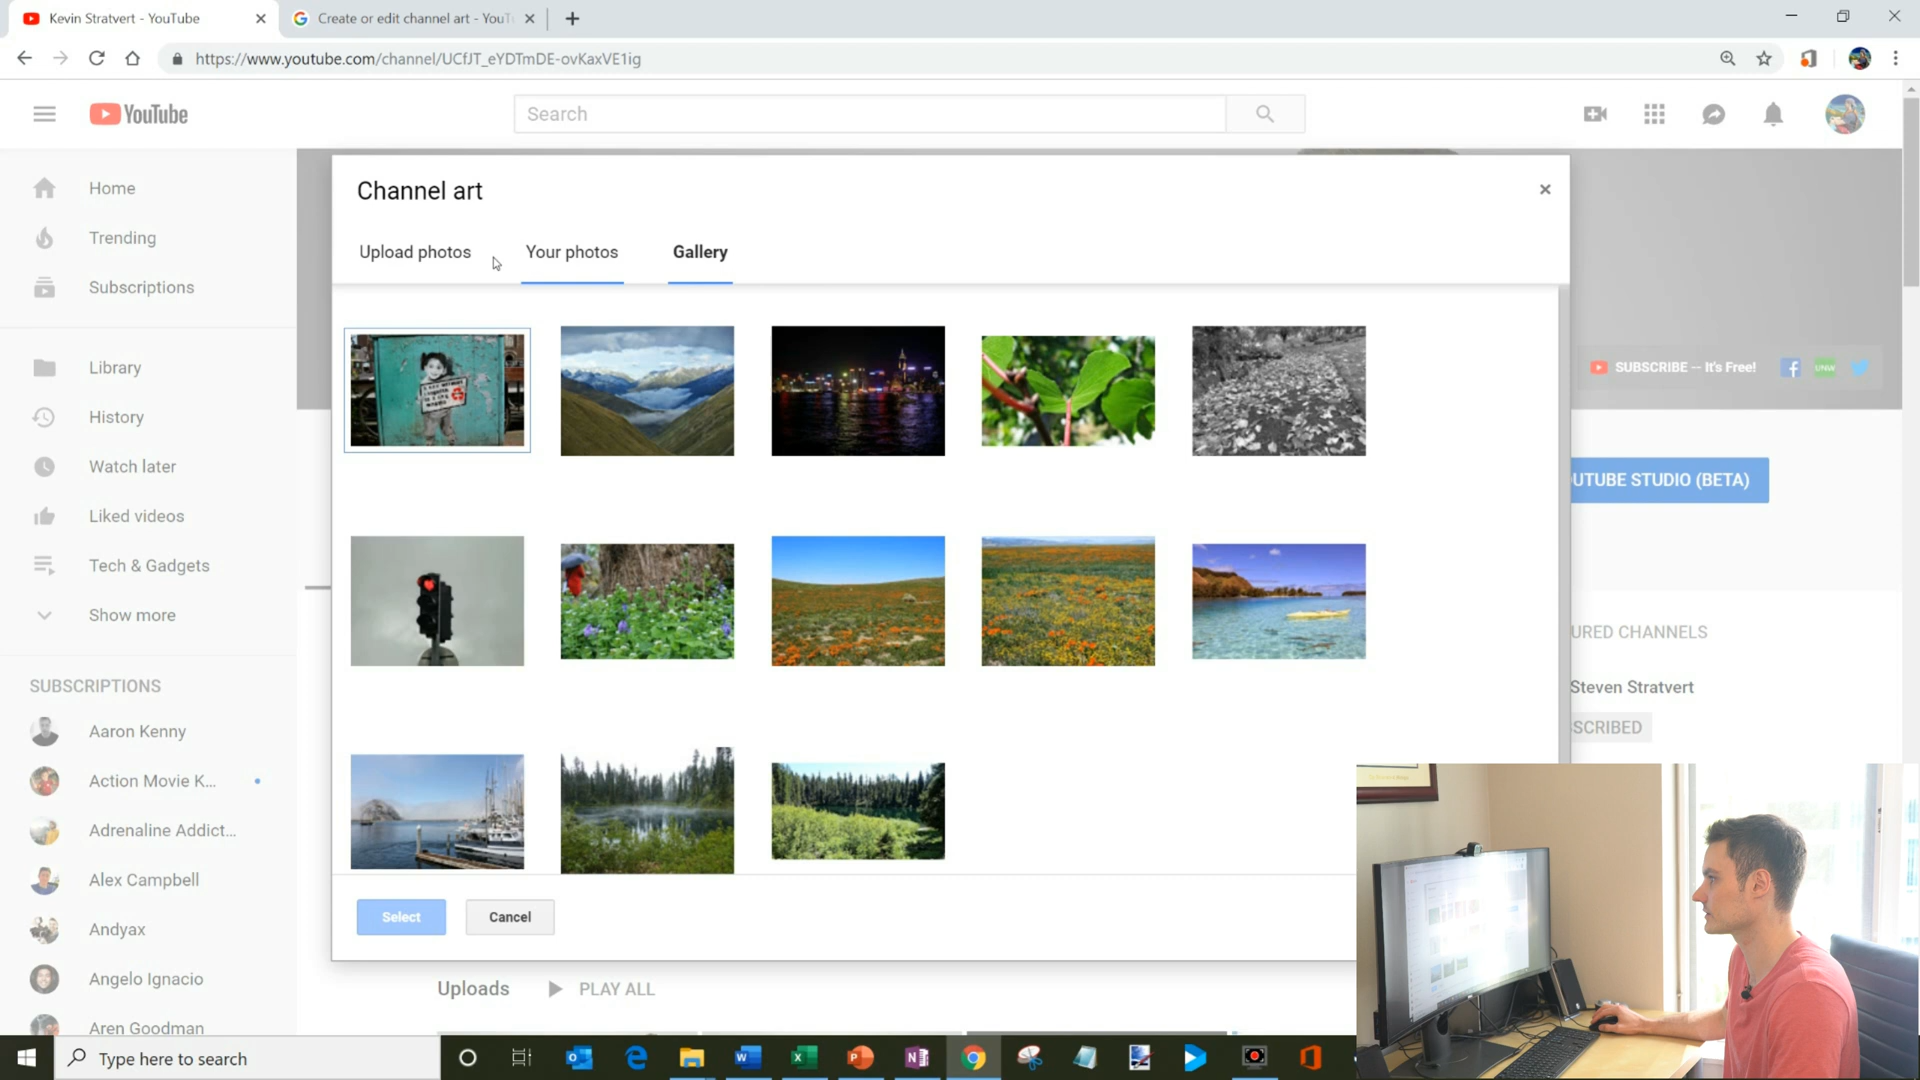 Kevin Stratvert - YouTube
Create or edit channel art - YouT
https://www.youtube.com/channel/UCfJT_eYDTmDE-ovKaxVE1ig
YouTube
Search
Home
Trending
Subscriptions
Library
History
Watch later
Liked videos
Tech & Gadgets
Show more
SUBSCRIPTIONS
Aaron Kenny
Action Movie K...
Adrenaline Addict...
Alex Campbell
Andyax
Angelo Ignacio
Aren Goodman
Channel art
Upload photos
Your photos
Gallery
Select
Cancel
SUBSCRIBE -- It's Free!
UTUBE STUDIO (BETA)
URED CHANNELS
Steven Stratvert
SCRIBED
Uploads
PLAY ALL
Type here to search